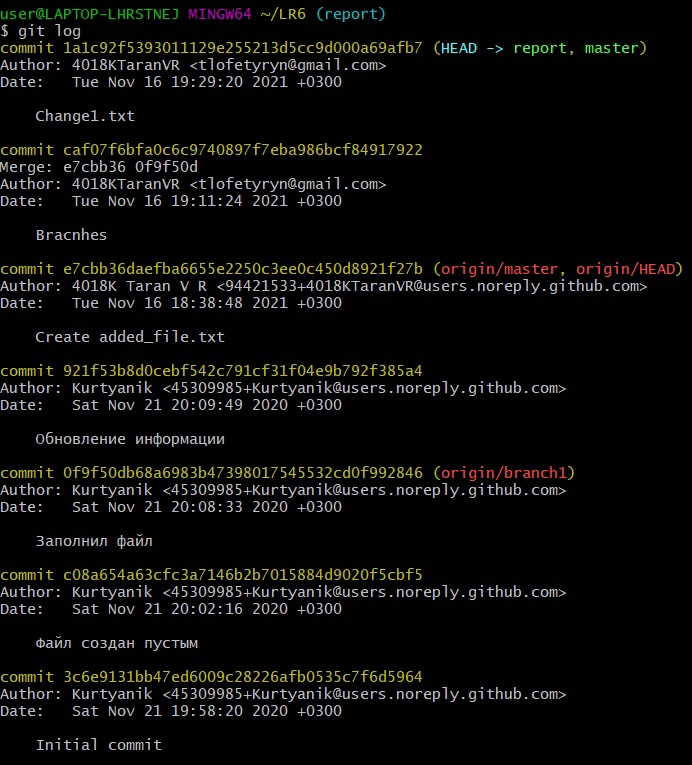 user@LAPTOP-LHRSTNEJ MINGW64 ~/LR6 (report)
$ git log
commit 1a1c92f5393011129e255213d5cc9d000a69afb7 (HEAD -> report, master)
Author: 4018KTaranVR <tlofetyryn@gmail.com>
Date:   Tue Nov 16 19:29:20 2021 +0300
Change1.txt
commit caf07f6bfa0c6c9740897f7eba986bcf84917922
Merge: e7cbb36 0f9f50d
Author: 4018KTaranVR <tlofetyryn@gmail.com>
Date:   Tue Nov 16 19:11:24 2021 +0300
Bracnhes
commit e7cbb36daefba6655e2250c3ee0c450d8921f27b (origin/master, origin/HEAD)
Author: 4018K Taran V R <94421533+4018KTaranVR@users.noreply.github.com>
Date:   Tue Nov 16 18:38:48 2021 +0300
Create added_file.txt
commit 921f53b8d0cebf542c791cf31f04e9b792f385a4
Author: Kurtyanik <45309985+Kurtyanik@users.noreply.github.com>
Date:   Sat Nov 21 20:09:49 2020 +0300
Обновление информации
commit 0f9f50db68a6983b47398017545532cd0f992846 (origin/branch1)
Author: Kurtyanik <45309985+Kurtyanik@users.noreply.github.com>
Date:   Sat Nov 21 20:08:33 2020 +0300
Заполнил файл
commit c08a654a63cfc3a7146b2b7015884d9020f5cbf5
Author: Kurtyanik <45309985+Kurtyanik@users.noreply.github.com>
Date:   Sat Nov 21 20:02:16 2020 +0300
Файл создан пустым
commit 3c6e9131bb47ed6009c28226afb0535c7f6d5964
Author: Kurtyanik <45309985+Kurtyanik@users.noreply.github.com>
Date:   Sat Nov 21 19:58:20 2020 +0300
Initial commit